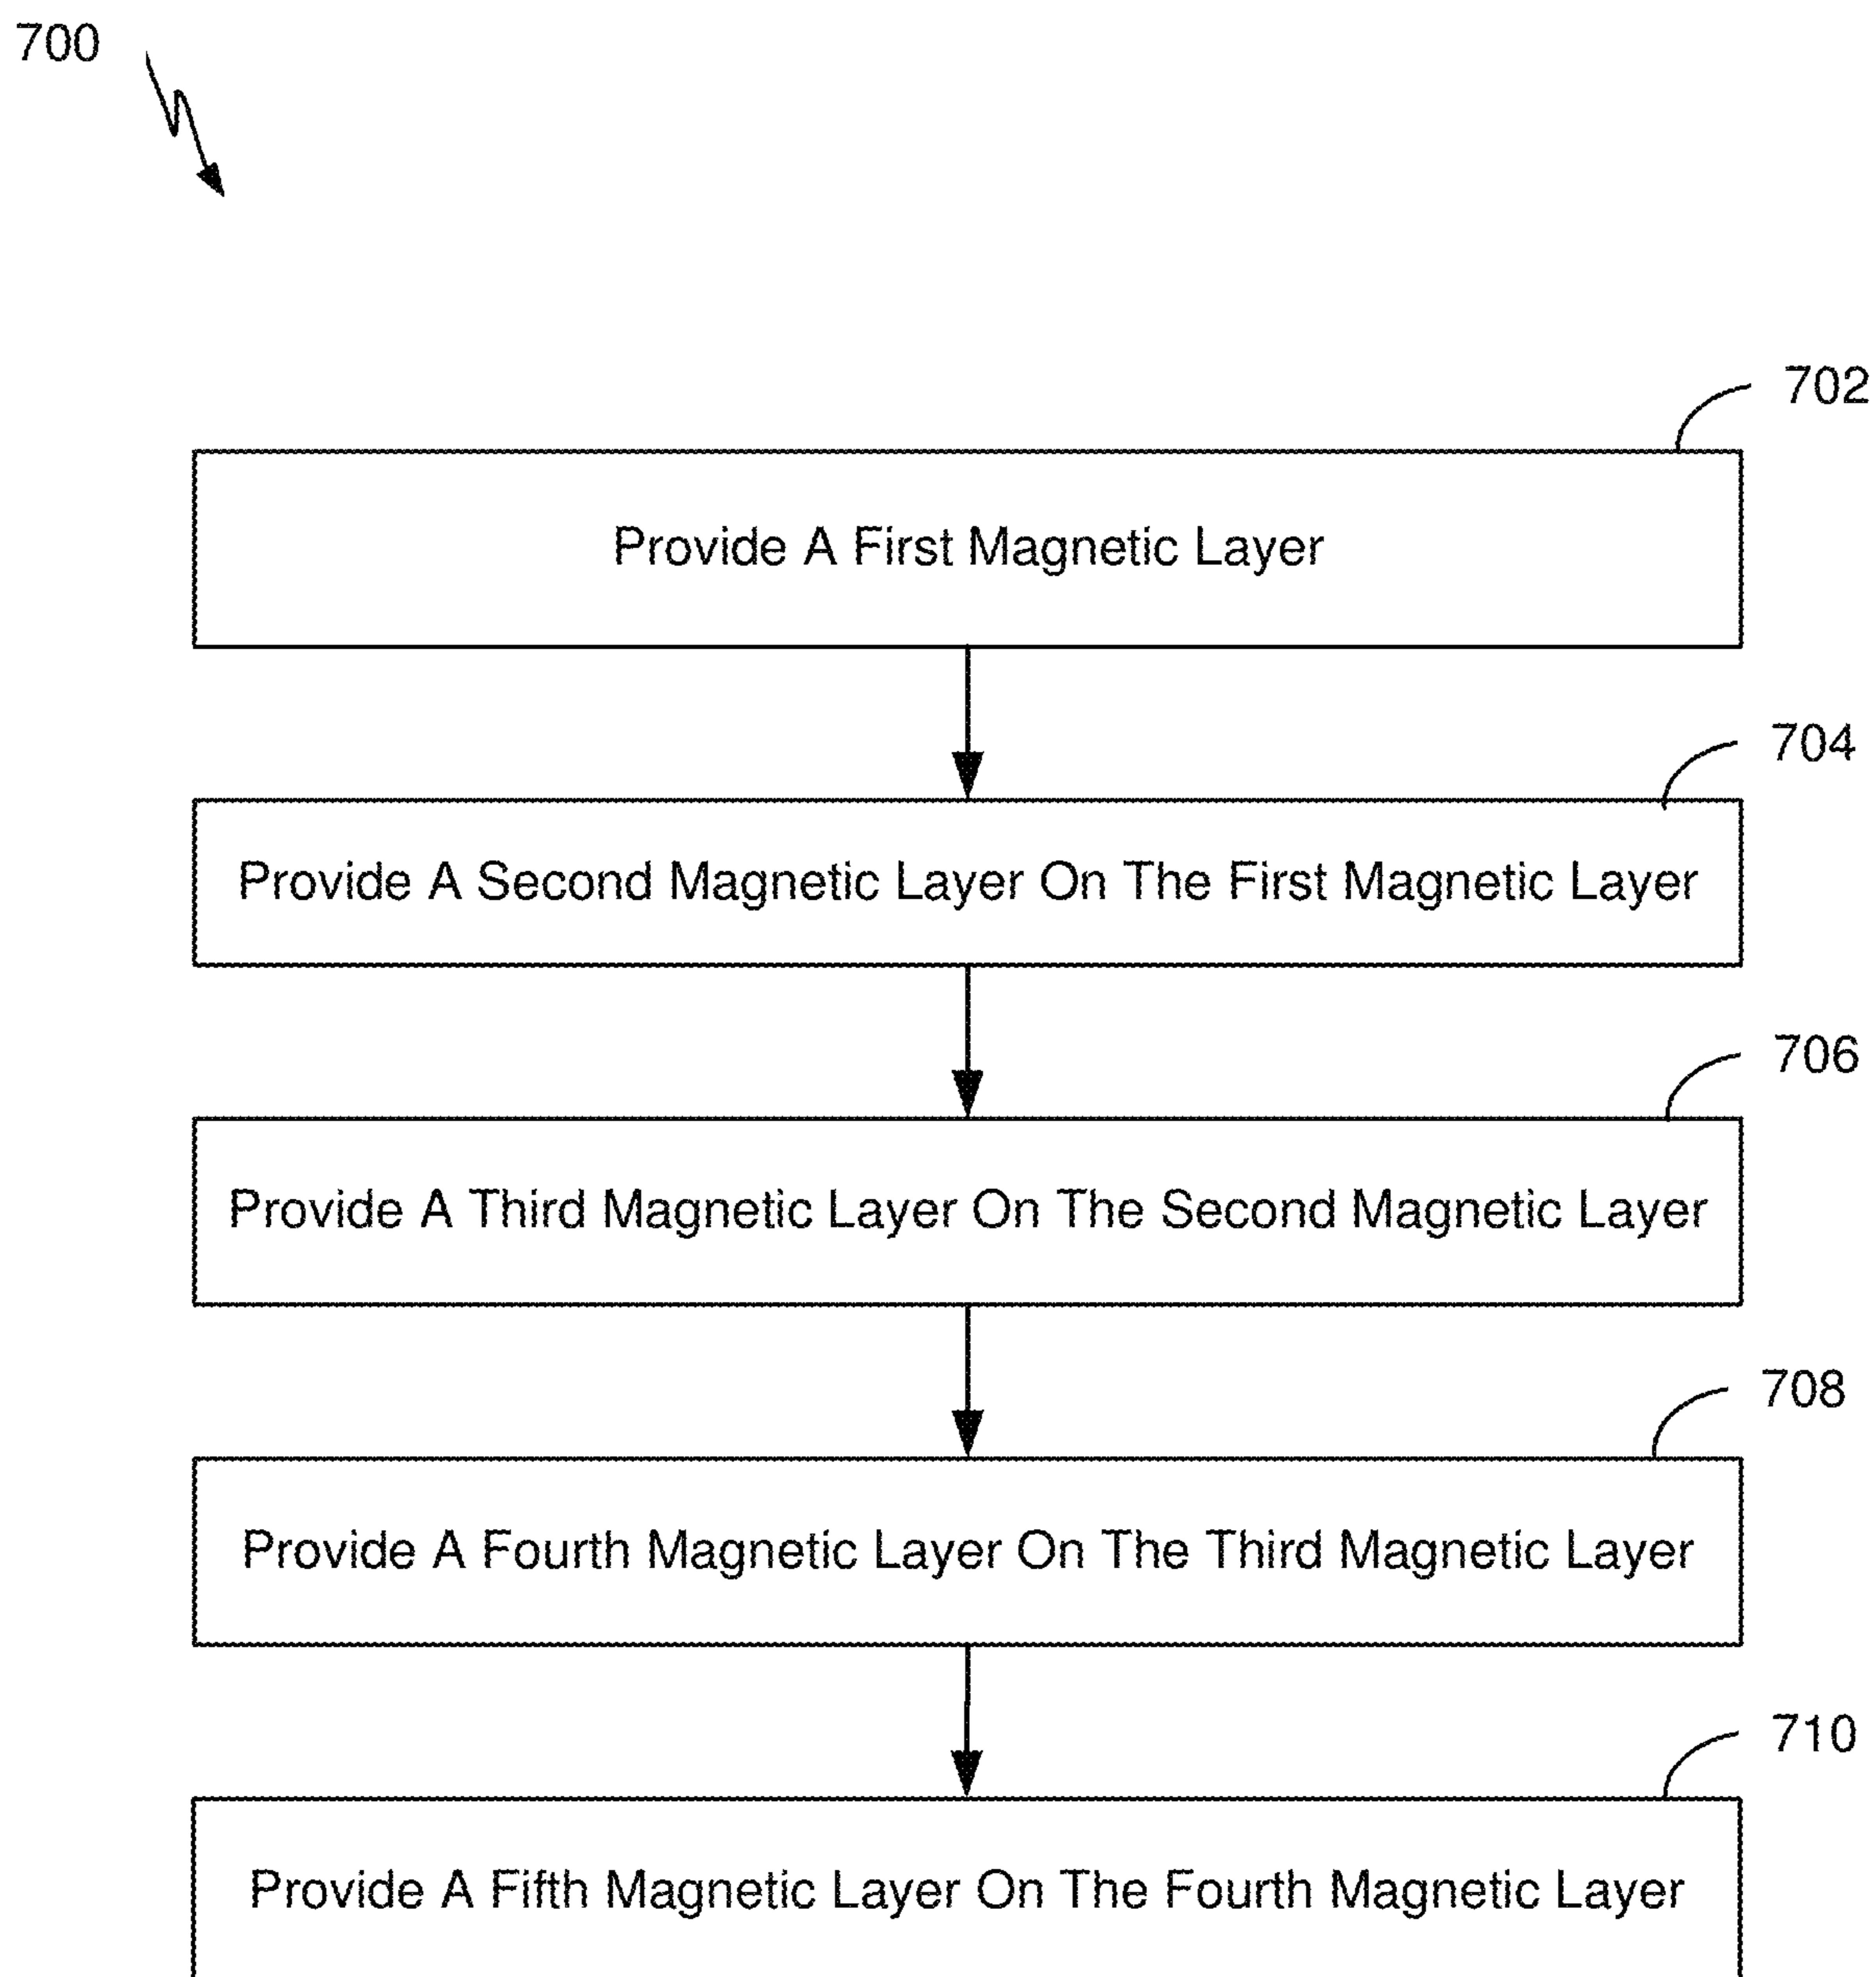 700
702
Provide A First Magnetic Layer
704
Provide A Second Magnetic Layer On The First Magnetic Layer
706
Provide A Third Magnetic Layer On The Second Magnetic Layer
708
Provide A Fourth Magnetic Layer On The Third Magnetic Layer
710
Provide A Fifth Magnetic Layer On The Fourth Magnetic Layer